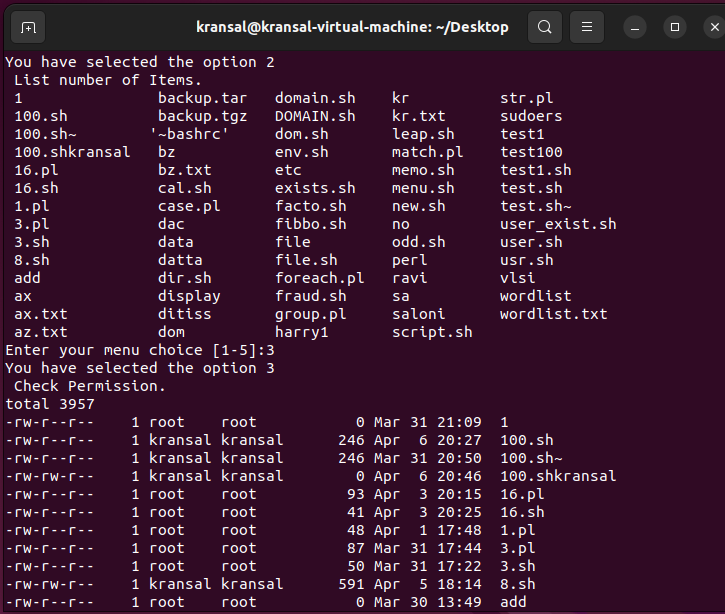 kransal@kransal-virtual-machine: ~/Desktop
You have selected the option 2
 List number of Items.
 1               backup.tar   domain.sh    kr          str.pl
 100.sh          backup.tgz   DOMAIN.sh    kr.txt      sudoers
 100.sh~        '~bashrc'     dom.sh       leap.sh     test1
 100.shkransal   bz           env.sh       match.pl    test100
 16.pl           bz.txt       etc          memo.sh     test1.sh
 16.sh           cal.sh       exists.sh    menu.sh     test.sh
 1.pl            case.pl      facto.sh     new.sh      test.sh~
 3.pl            dac          fibbo.sh     no          user_exist.sh
 3.sh            data         file         odd.sh      user.sh
 8.sh            datta        file.sh      perl        usr.sh
 add             dir.sh       foreach.pl   ravi        vlsi
 ax              display      fraud.sh     sa          wordlist
 ax.txt          ditiss       group.pl     saloni      wordlist.txt
 az.txt          dom          harry1       script.sh
Enter your menu choice [1-5]:3
You have selected the option 3
 Check Permission.
total 3957
-rw-r--r--    1 root    root           0 Mar 31 21:09  1
-rw-r--r--    1 kransal kransal      246 Apr  6 20:27  100.sh
-rw-r--r--    1 kransal kransal      246 Mar 31 20:50  100.sh~
-rw-rw-r--    1 kransal kransal        0 Apr  6 20:46  100.shkransal
-rw-r--r--    1 root    root          93 Apr  3 20:15  16.pl
-rw-r--r--    1 root    root          41 Apr  3 20:25  16.sh
-rw-r--r--    1 root    root          48 Apr  1 17:48  1.pl
-rw-r--r--    1 root    root          87 Mar 31 17:44  3.pl
-rw-r--r--    1 root    root          50 Mar 31 17:22  3.sh
-rw-rw-r--    1 kransal kransal      591 Apr  5 18:14  8.sh
-rw-r--r--    1 root    root           0 Mar 30 13:49  add